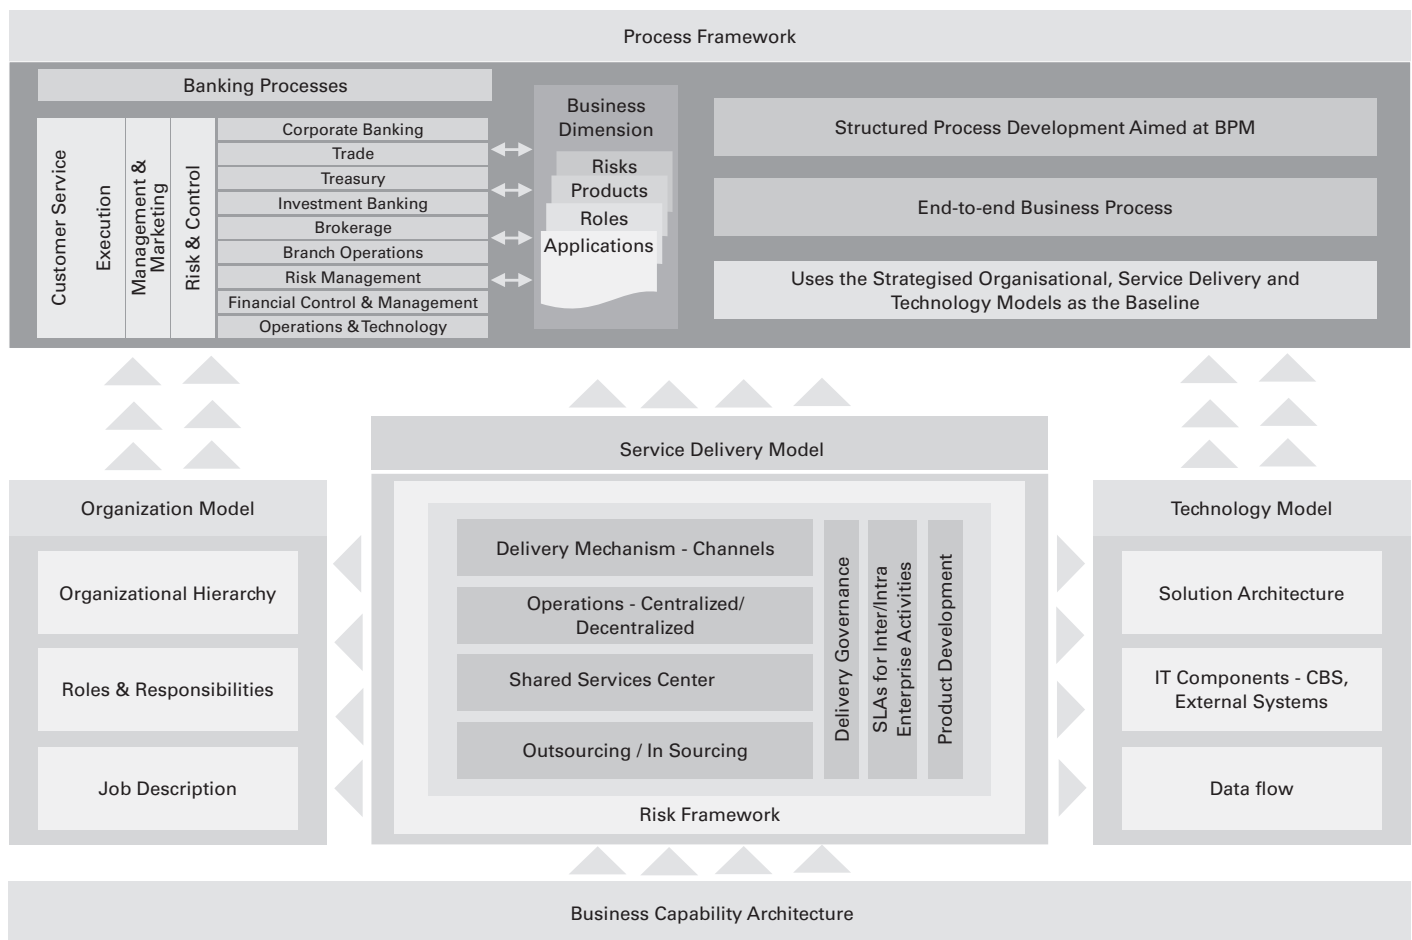 Process Framework
Banking Processes
Customer Service
Execution
Management &
Marketing
Risk & Control
Corporate Banking
Trade
Treasury
Investment Banking
Brokerage
Branch Operations
Risk Management
Financial Control & Management
Operations & Technology
Business
Dimension
Risks
Products
Roles
Applications
Structured Process Development Aimed at BPM
End-to-end Business Process
Uses the Strategised Organisational, Service Delivery and
Technology Models as the Baseline
Organization Model
Organizational Hierarchy
Roles & Responsibilities
Job Description
Service Delivery Model
Delivery Mechanism - Channels
Operations - Centralized/
Decentralized
Shared Services Center
Outsourcing / In Sourcing
Delivery Governance
SLAs for Inter/Intra
Enterprise Activities
Product Development
Risk Framework
Technology Model
Solution Architecture
IT Components - CBS,
External Systems
Data flow
Business Capability Architecture